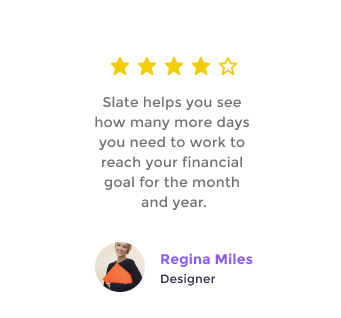 Slate helps you see
how many more days
you need to work to
reach your financial
goal for the month
and year.
Regina Miles
Designer